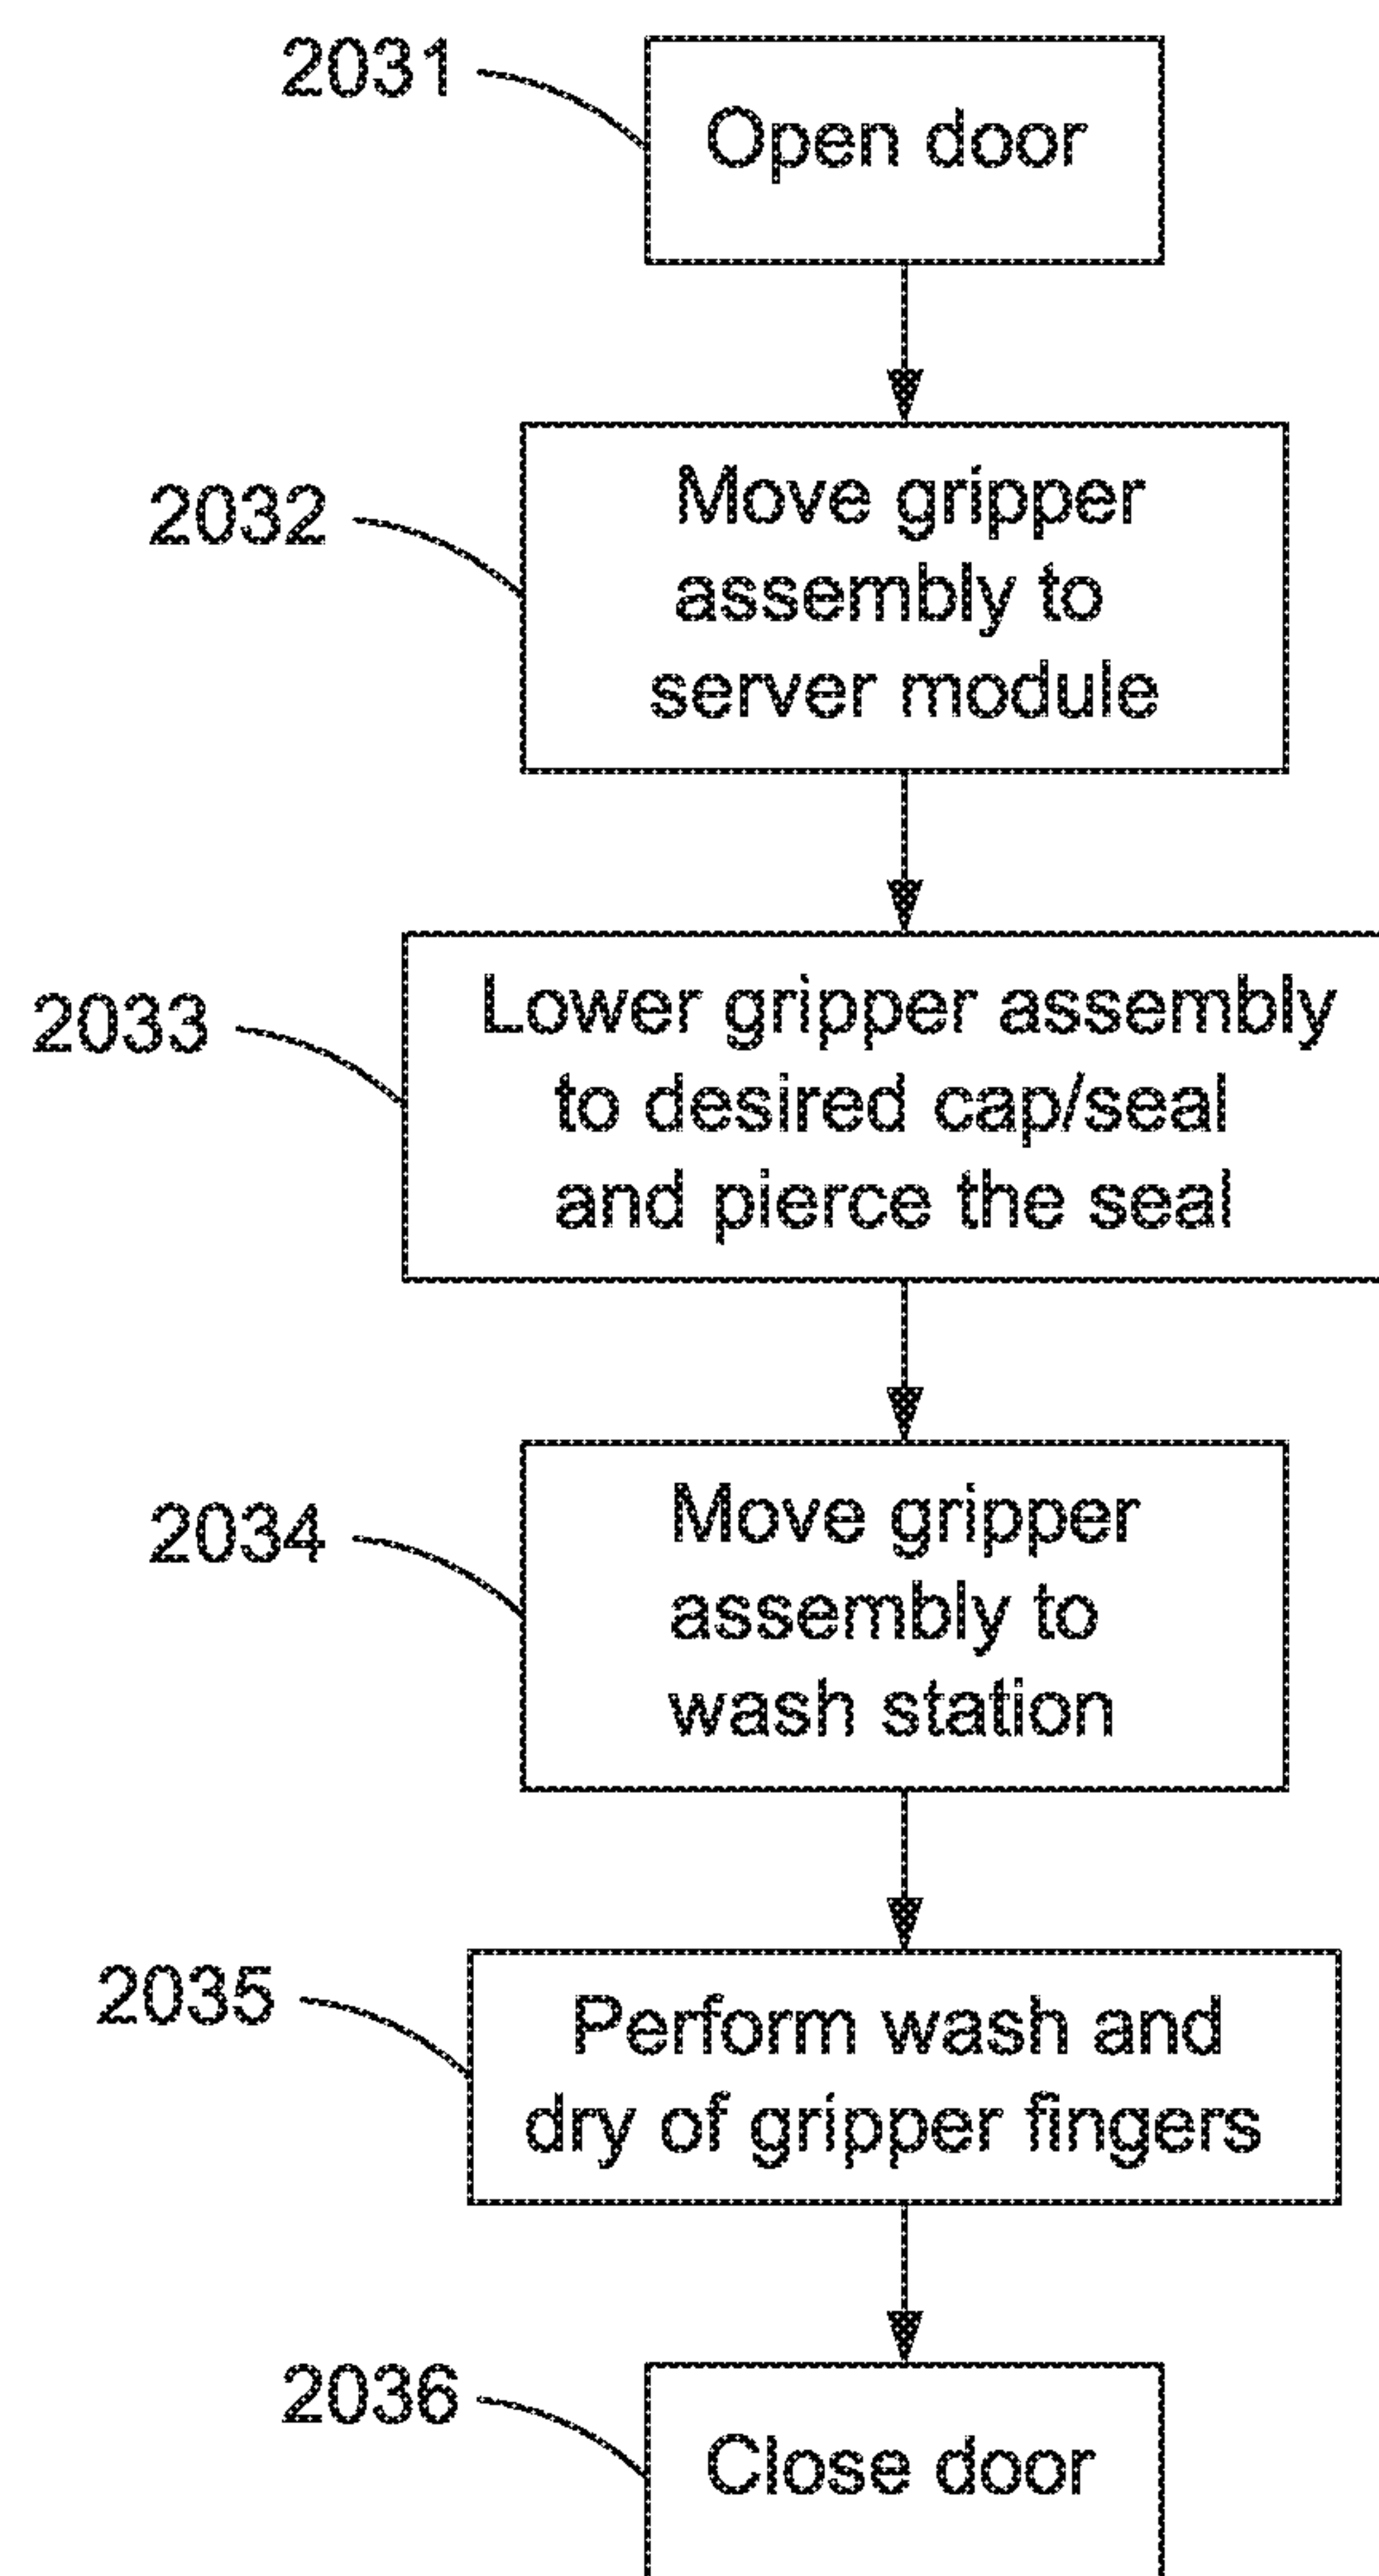 2031
Open door
2032
Move gripper
assembly to
server module
2033
Lower gripper assembly
to desired cap/seal
and pierce the seal
2034
Move gripper
assembly to
wash station
2035
Perform wash and
dry of gripper fingers
2036
Close door